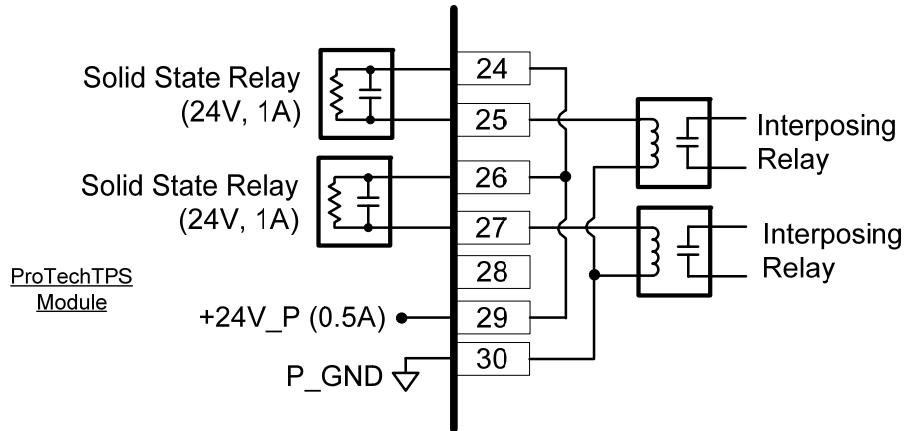 Solid State Relay
(24V, 1A)
24
25
Interposing
Relay
Solid State Relay
(24V, 1A)
26
27
Interposing
Relay
28
ProTechTPS
Module
+24V_P (0.5A)
29
30
P_GND